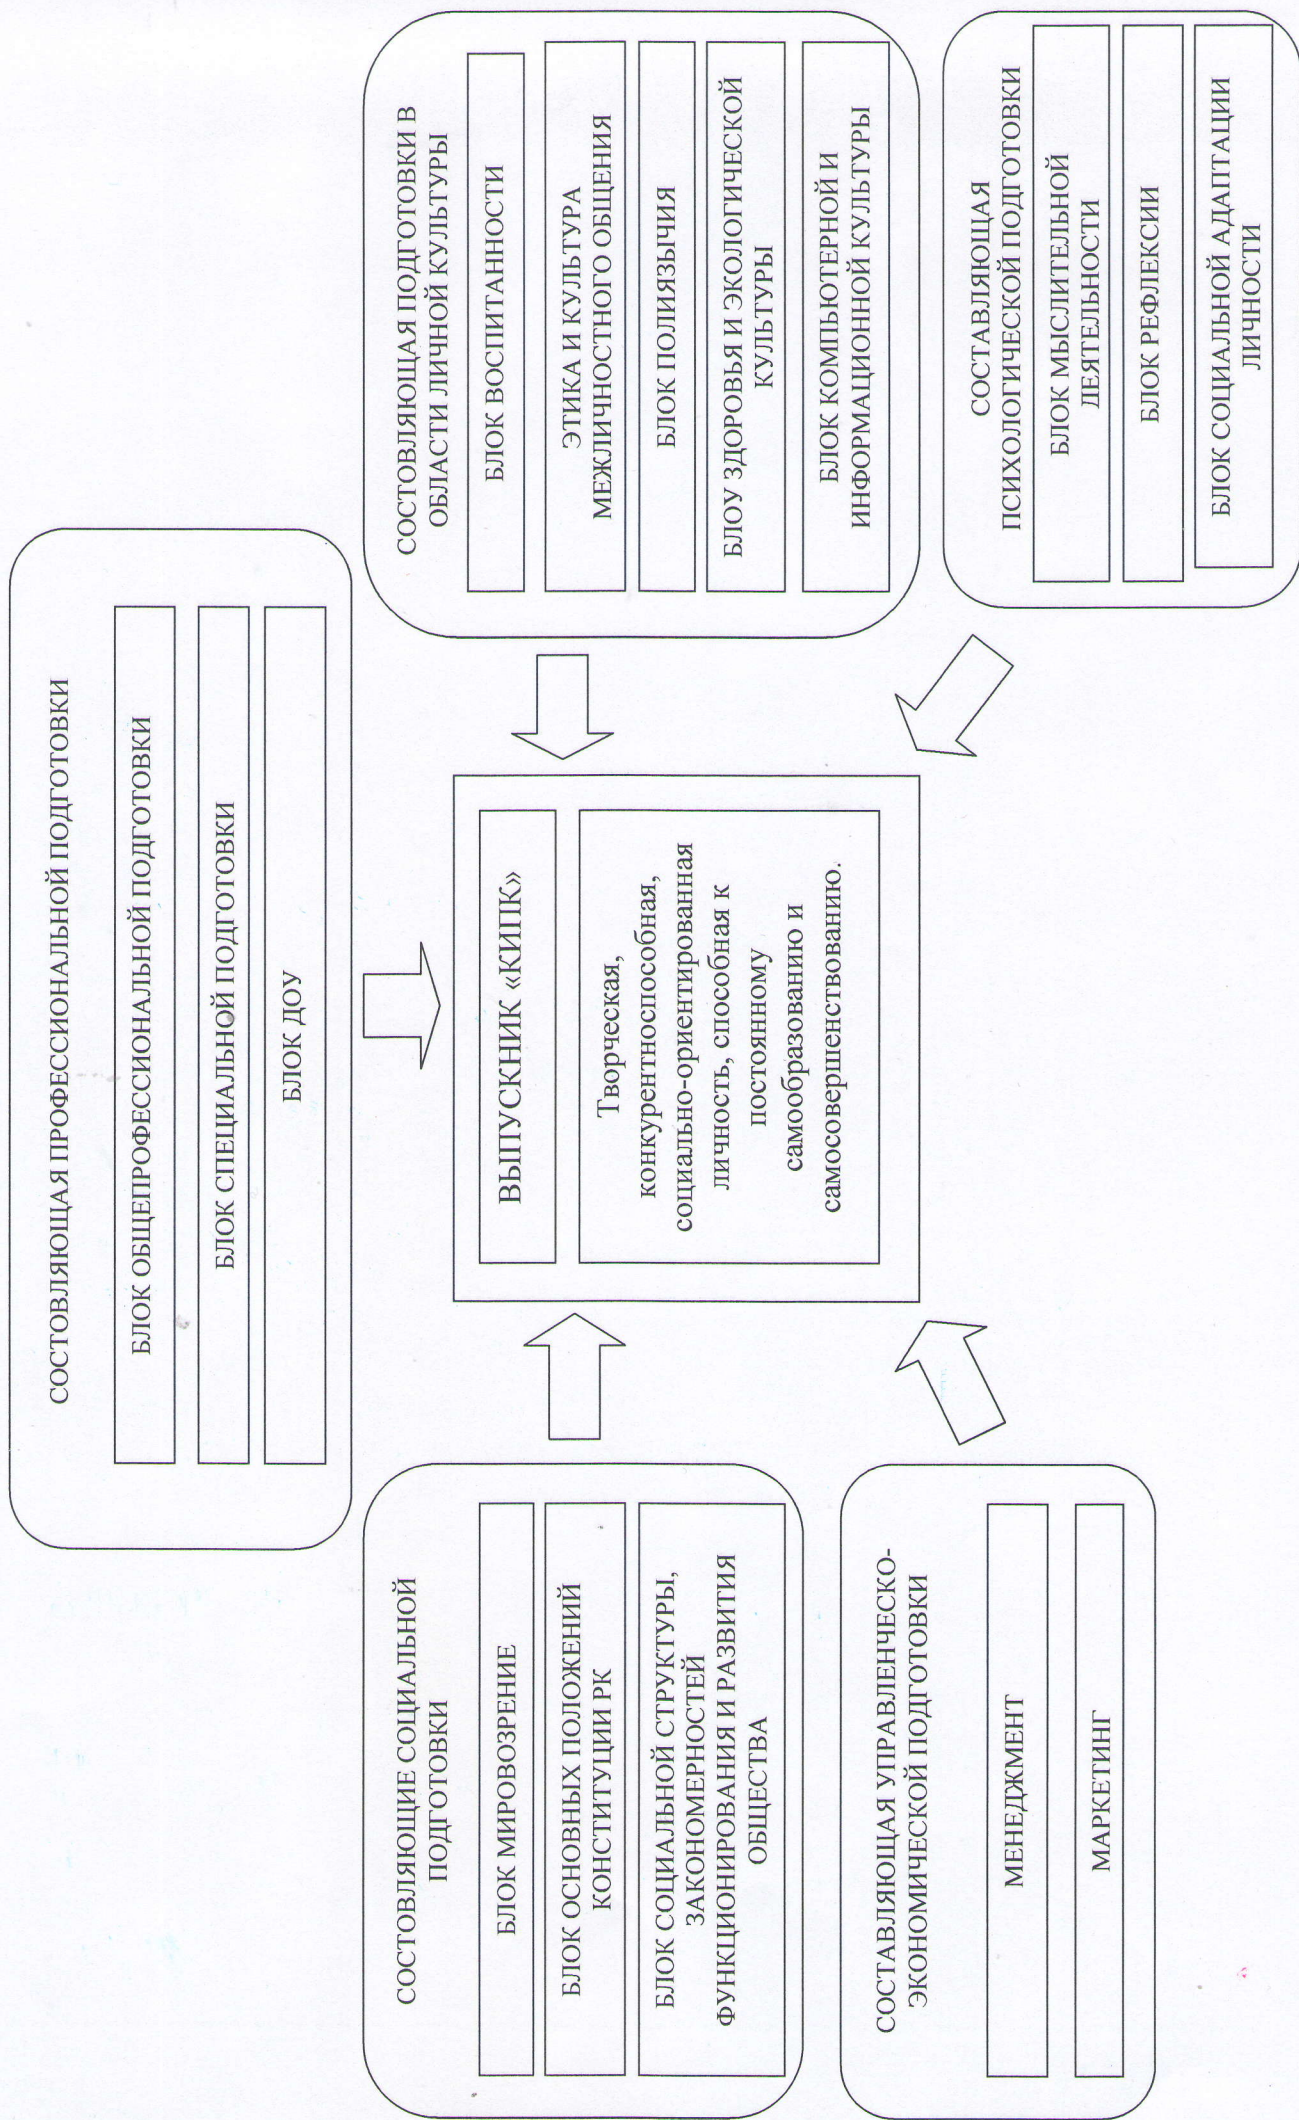 СОСТОВЛЯЮЩАЯ ПРОФЕССИОНАЛЬНОЙ ПОДГОТОВКИ
БЛОК ОБЩЕПРОФЕССИОНАЛЬНОЙ ПОДГОТОВКИ
БЛОК СПЕЦИАЛЬНОЙ ПОДГОТОВКИ
БЛОК ДОУ
СОСТОВЛЯЮЩИЕ СОЦИАЛЬНОЙ
ПОДГОТОВКИ
БЛОК МИРОВОЗРЕНИЕ
БЛОК ОСНОВНЫХ ПОЛОЖЕНИЙ
КОНСТИТУЦИИ РК
БЛОК СОЦИАЛЬНОЙ СТРУКТУРЫ,
ЗАКОНОМЕРНОСТЕЙ
ФУНКЦИОНИРОВАНИЯ И РАЗВИТИЯ
ОБЩЕСТВА
ВЫПУСКНИК «КИПК»
Творческая,
конкурентноспособная,
социально-ориентированная
личность, способная к
постоянному
самообразованию и
самосовершенствованию.
СОСТОВЛЯЮЩАЯ ПОДГОТОВКИ В
ОБЛАСТИ ЛИЧНОЙ КУЛЬТУРЫ
БЛОК ВОСПИТАННОСТИ
ЭТИКА И КУЛЬТУРА
МЕЖЛИЧНОСТНОГО ОБЩЕНИЯ
БЛОК ПОЛИЯЗЫЧИЯ
БЛОУ ЗДОРОВЬЯ И ЭКОЛОГИЧЕСКОЙ
КУЛЬТУРЫ
БЛОК КОМПЬЮТЕРНОЙ И
ИНФОРМАЦИОННОЙ КУЛЬТУРЫ
СОСТАВЛЯЮЩАЯ УПРАВЛЕНЧЕСКО-
ЭКОНОМИЧЕСКОЙ ПОДГОТОВКИ
МЕНЕДЖМЕНТ
МАРКЕТИНГ
СОСТАВЛЯЮЩАЯ
ПСИХОЛОГИЧЕСКОЙ ПОДГОТОВКИ
БЛОК МЫСЛИТЕЛЬНОЙ
ДЕЯТЕЛЬНОСТИ
БЛОК РЕФЛЕКСИИ
БЛОК СОЦИАЛЬНОЙ АДАПТАЦИИ
ЛИЧНОСТИ